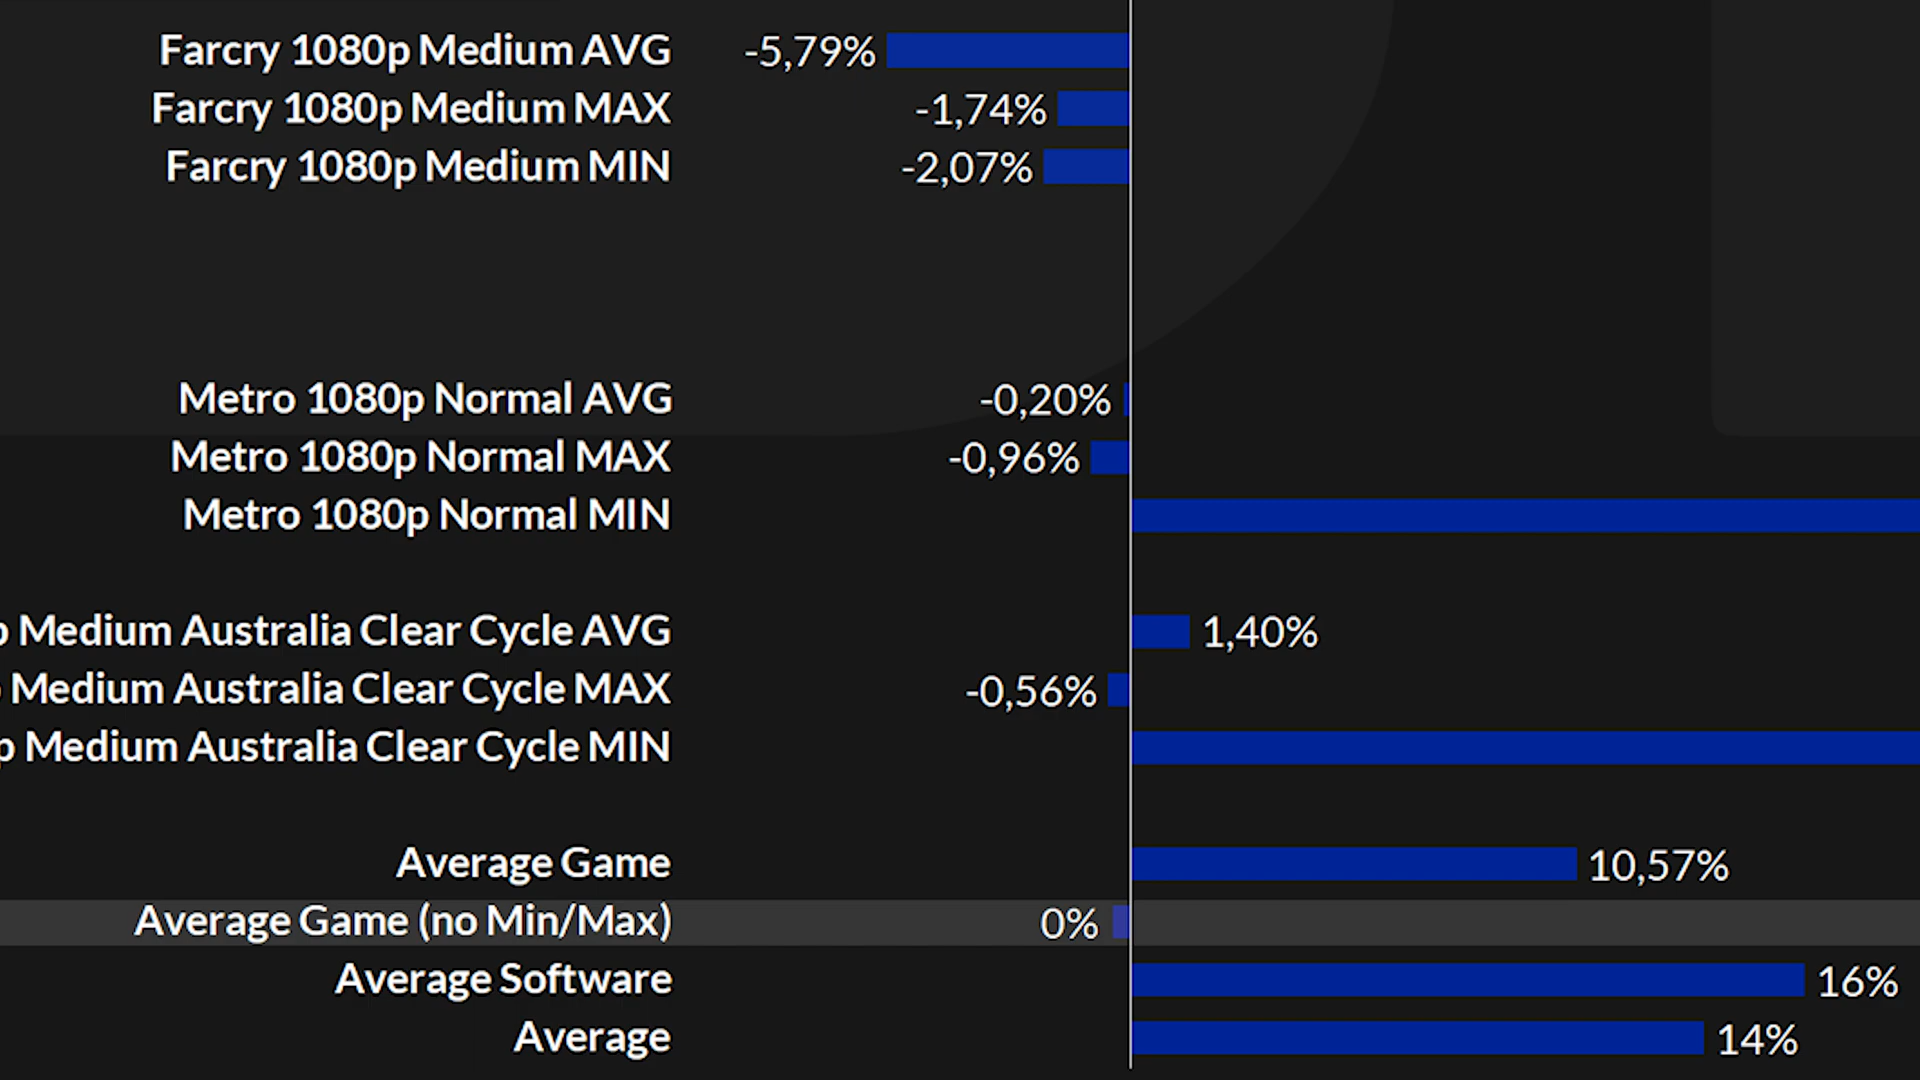 Farcry 1080p Medium AVG -5,79%
Farcry 1080p Medium MAX -1,74%
Farcry 1080p Medium MIN -2,07%
Metro 1080p Normal AVG -0,20%
Metro 1080p Normal MAX -0,96%
Metro 1080p Normal MIN
Medium Australia Clear Cycle AVG 1,40%
Medium Australia Clear Cycle MAX -0,56%
Medium Australia Clear Cycle MIN
Average Game 10,57%
Average Game (no Min/Max) 0%
Average Software 16%
Average 14%